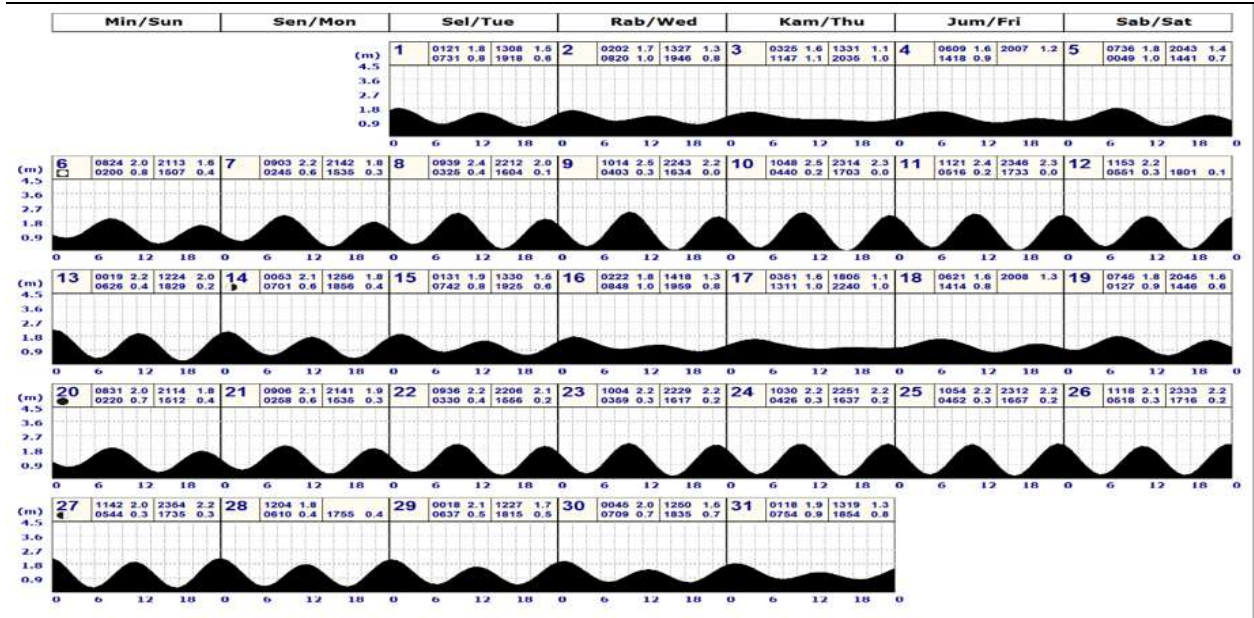 Min/Sun Sen/Mon Sel/Tue Rab/Wed Kam/Thu Jum/Fri Sab/Sat
1 0121 1.8 1308 1.5 2 0202 1.7 1327 1.3 3 0325 1.6 1331 1.1 4 0609 1.6 2007 1.2 5 0736 1.8 2043 1.4
(m) 0731 0.8 1918 0.6 0820 1.0 1946 0.8 1147 1.1 2035 1.0 1418 0.9 0049 1.0 1441 0.7
4.5
3.6
2.7
1.8
0.9
0 6 12 18 0 6 12 18 0 6 12 18 0 6 12 18 0 6 12 18 0
6 0824 2.0 2113 1.6 7 0903 2.2 2142 1.8 8 0939 2.4 2212 2.0 9 1014 2.5 2243 2.2 10 1048 2.5 2314 2.3 11 1121 2.4 2346 2.3 12 1153 2.2
(m) 0200 0.8 1507 0.4 0245 0.6 1535 0.3 0325 0.4 1604 0.1 0403 0.3 1634 0.0 0440 0.2 1703 0.0 0516 0.2 1733 0.0 0551 0.3 1801 0.1
4.5
3.6
2.7
1.8
0.9
0 6 12 18 0 6 12 18 0 6 12 18 0 6 12 18 0 6 12 18 0 6 12 18 0 6 12 18 0
13 0019 2.2 1224 2.0 14 0053 2.1 1256 1.8 15 0131 1.9 1330 1.5 16 0222 1.8 1418 1.3 17 0351 1.6 1805 1.1 18 0621 1.6 2008 1.3 19 0745 1.8 2045 1.6
(m) 0626 0.4 1829 0.2 0701 0.6 1856 0.4 0742 0.8 1925 0.6 0848 1.0 1959 0.8 1311 1.0 2240 1.0 1414 0.8 0127 0.9 1446 0.6
4.5
3.6
2.7
1.8
0.9
0 6 12 18 0 6 12 18 0 6 12 18 0 6 12 18 0 6 12 18 0 6 12 18 0 6 12 18 0
20 0831 2.0 2114 1.8 21 0906 2.1 2141 1.9 22 0936 2.2 2206 2.1 23 1004 2.2 2229 2.2 24 1030 2.2 2251 2.2 25 1054 2.2 2312 2.2 26 1118 2.1 2333 2.2
(m) 0220 0.7 1512 0.4 0258 0.6 1535 0.3 0330 0.4 1556 0.2 0359 0.3 1617 0.2 0426 0.3 1637 0.2 0452 0.3 1657 0.2 0518 0.3 1716 0.2
4.5
3.6
2.7
1.8
0.9
0 6 12 18 0 6 12 18 0 6 12 18 0 6 12 18 0 6 12 18 0 6 12 18 0 6 12 18 0
27 1142 2.0 2354 2.2 28 1204 1.8 29 0018 2.1 1227 1.7 30 0045 2.0 1250 1.5 31 0118 1.9 1319 1.3
(m) 0544 0.3 1735 0.3 0610 0.4 1755 0.4 0637 0.5 1815 0.5 0709 0.7 1835 0.7 0754 0.9 1854 0.8
4.5
3.6
2.7
1.8
0.9
0 6 12 18 0 6 12 18 0 6 12 18 0 6 12 18 0 6 12 18 0